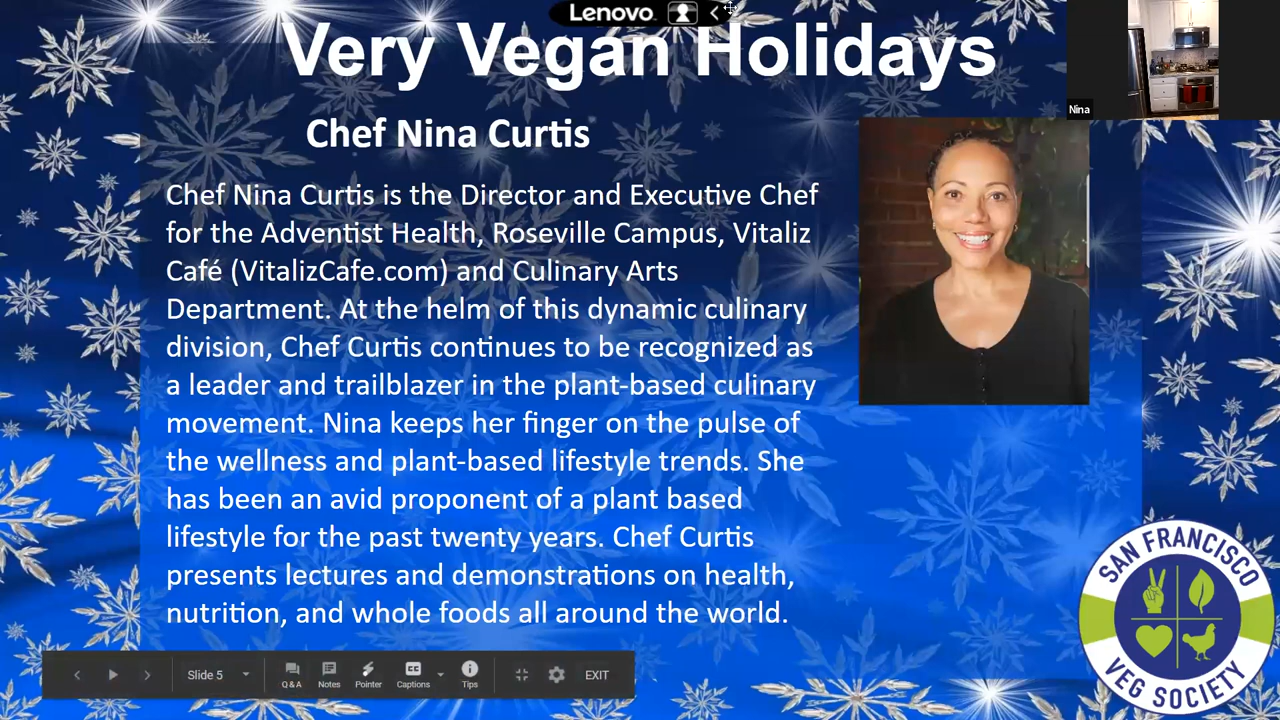 Lenovo
Very Vegan Holidays
Nina
Chef Nina Curtis
Chef Nina Curtis is the Director and Executive Chef
for the Adventist Health, Roseville Campus, Vitaliz
Café (VitalizCafe.com) and Culinary Arts
Department. At the helm of this dynamic culinary
division, Chef Curtis continues to be recognized as
a leader and trailblazer in the plant-based culinary
movement. Nina keeps her finger on the pulse of
the wellness and plant-based lifestyle trends. She
has been an avid proponent of a plant based
lifestyle for the past twenty years. Chef Curtis
presents lectures and demonstrations on health,
nutrition, and whole foods all around the world.
SAN FRANCISCO
VEG SOCIETY
Slide 5
Q & A
Notes
Pointer
CC
Captions
Tips
EXIT